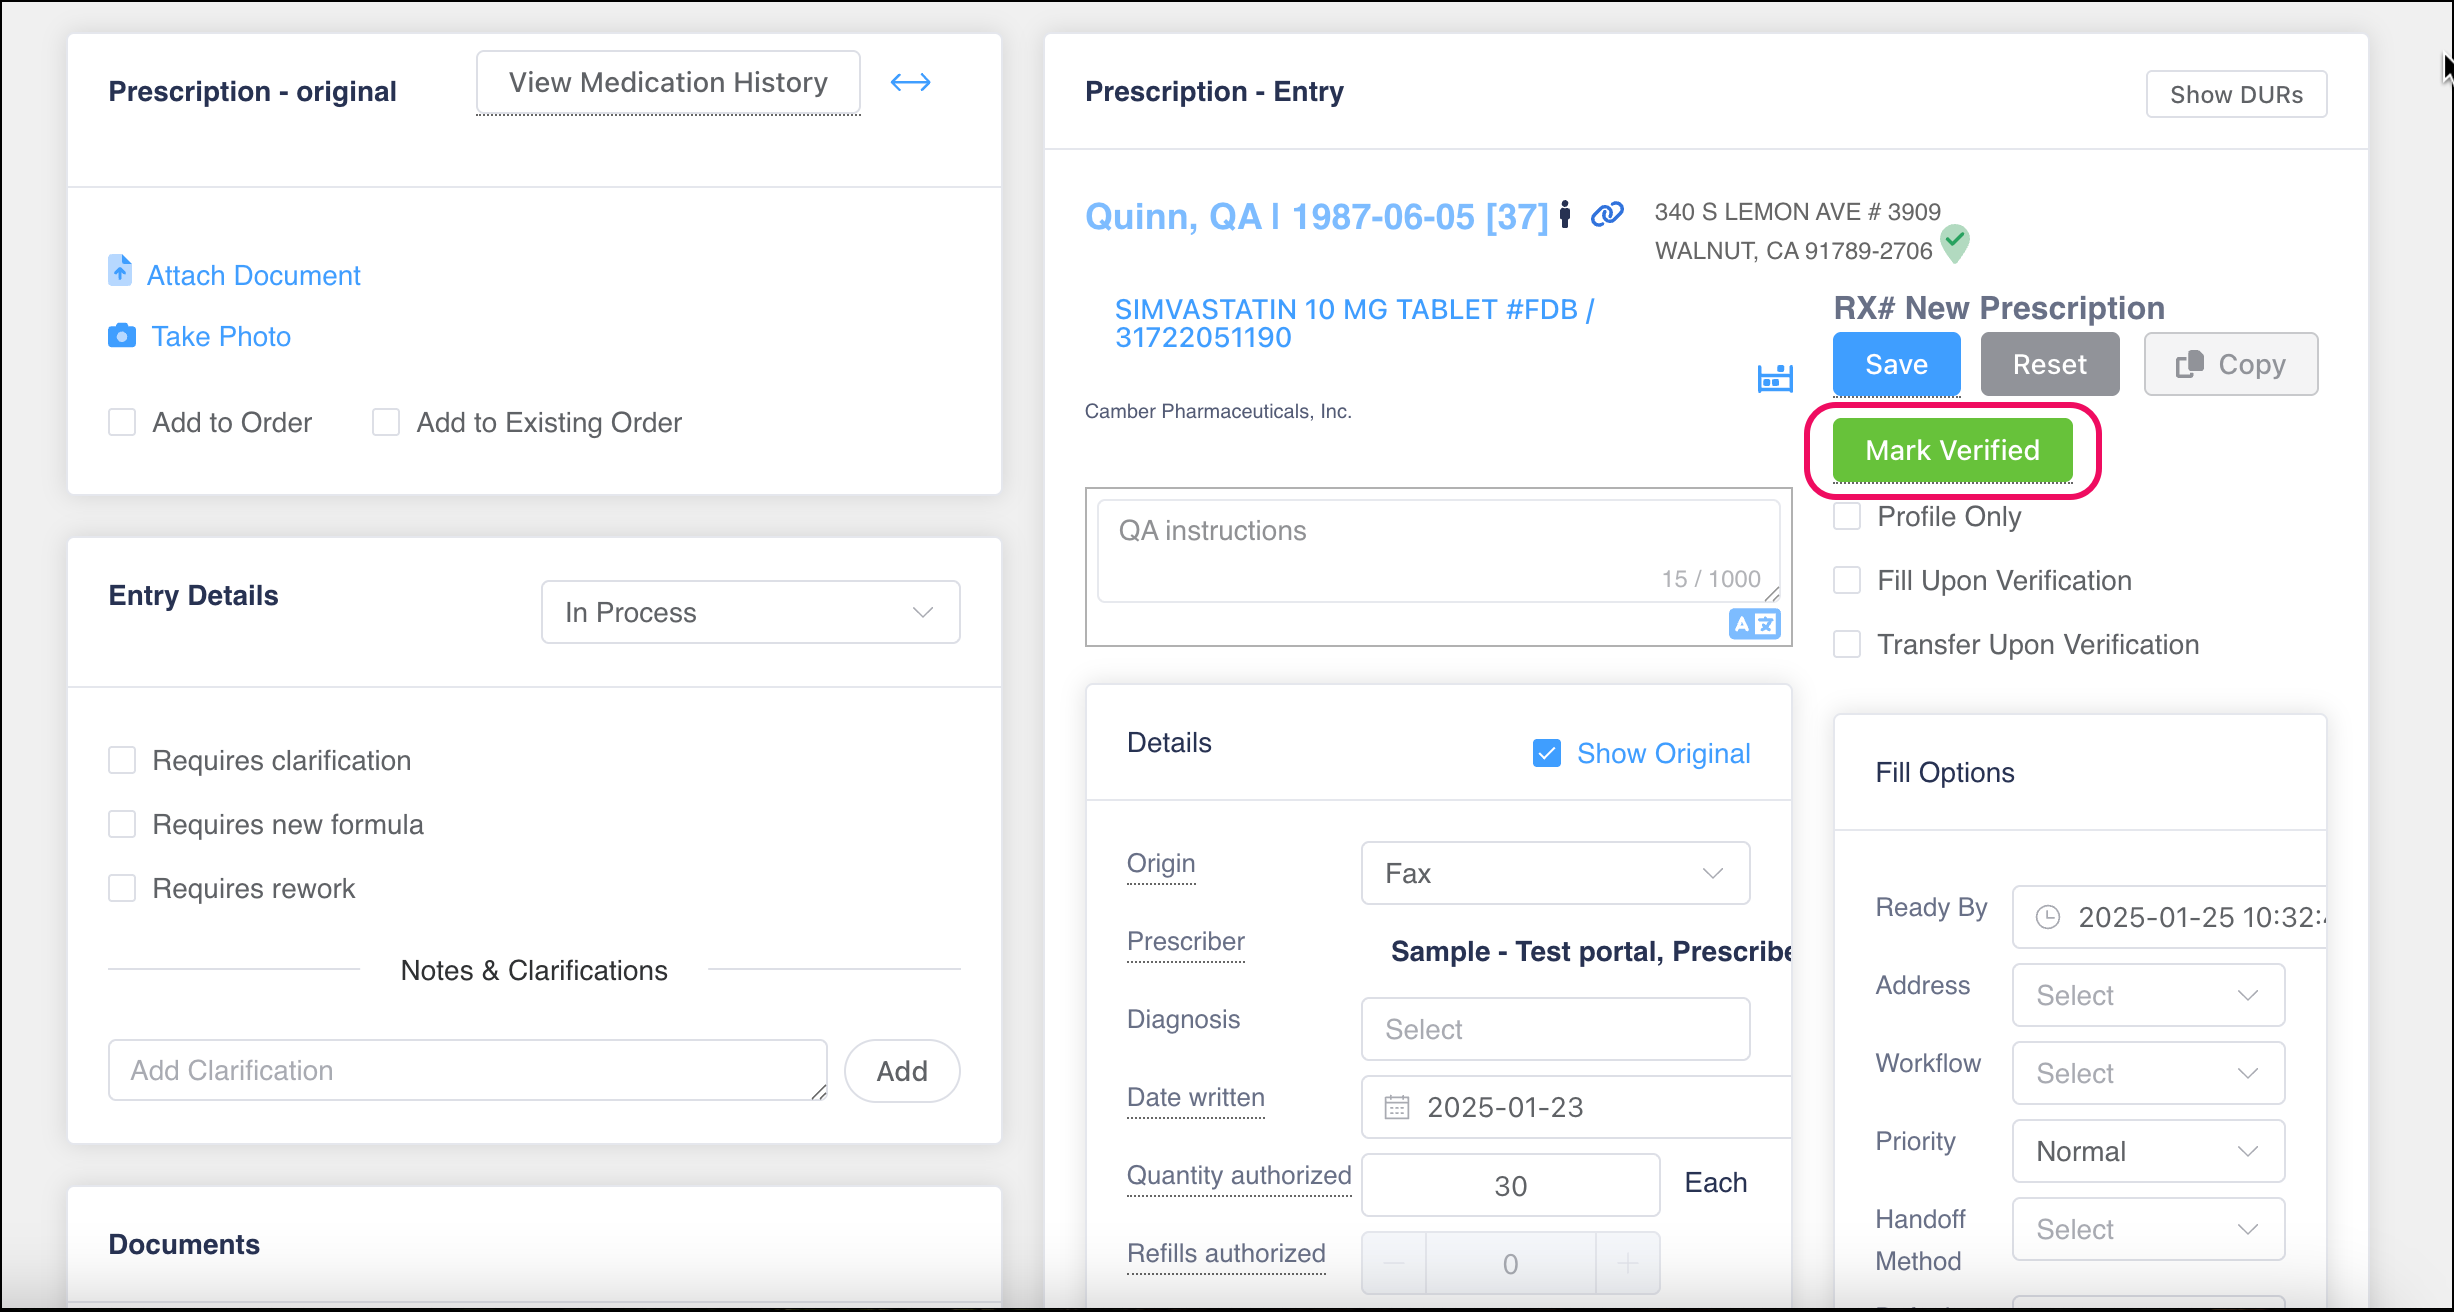 Prescription - original
View Medication History
Attach Document
Take Photo
Add to Order
Add to Existing Order
Entry Details
In Process
Requires clarification
Requires new formula
Requires rework
Notes & Clarifications
Add Clarification
Add
Documents
Prescription - Entry
Show DURs
Quinn, QA | 1987-06-05 [37]
340 S LEMON AVE # 3909
WALNUT, CA 91789-2706
SIMVASTATIN 10 MG TABLET #FDB /
31722051190
Camber Pharmaceuticals, Inc.
RX# New Prescription
Save
Reset
Copy
Mark Verified
QA instructions
15 / 1000
A
Profile Only
Fill Upon Verification
Transfer Upon Verification
Details
Show Original
Origin
Fax
Prescriber
Sample - Test portal, Prescribe
Diagnosis
Select
Date written
2025-01-23
Quantity authorized
30
Each
Refills authorized
0
Fill Options
Ready By
2025-01-25 10:32:
Address
Select
Workflow
Select
Priority
Normal
Handoff
Method
Select